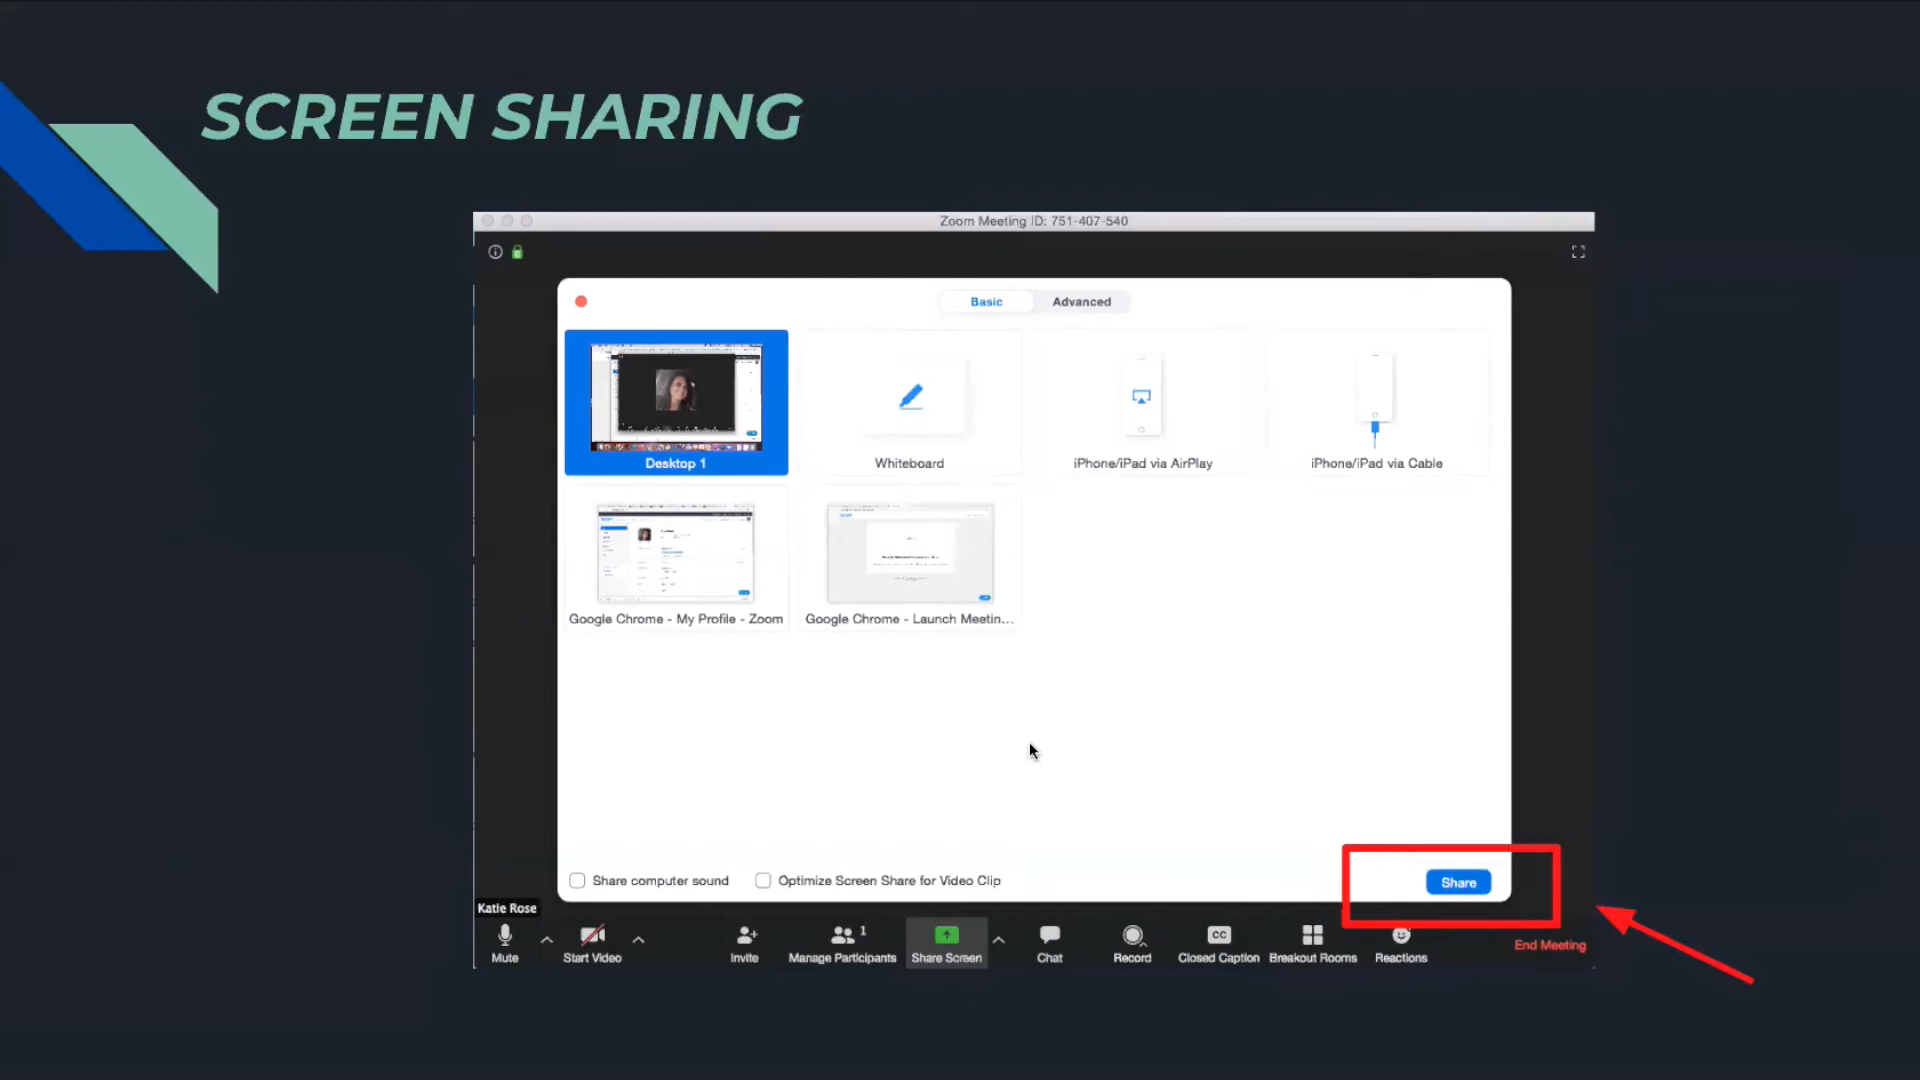 SCREEN SHARING
Zoom Meeting ID: 751-407-540
Basic
Advanced
Desktop 1
Whiteboard
iPhone/iPad via AirPlay
iPhone/iPad via Cable
Google Chrome - My Profile - Zoom
Google Chrome - Launch Meetin...
Share computer sound
Optimize Screen Share for Video Clip
Share
Katie Rose
Mute
Start Video
Invite
1
Manage Participants
Share Screen
Chat
Record
CC
Closed Caption
Breakout Rooms
Reactions
End Meeting